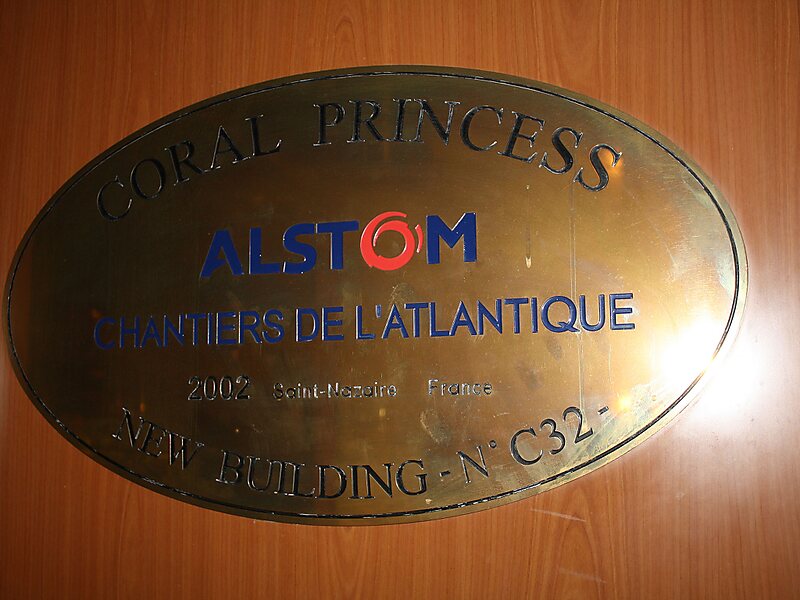 CORAL PRINCESS
ALSTOM
CHANTIERS DE L'ATLANTIQUE
2002 Saint-Nazaire France
NEW BUILDING - N° C32 -